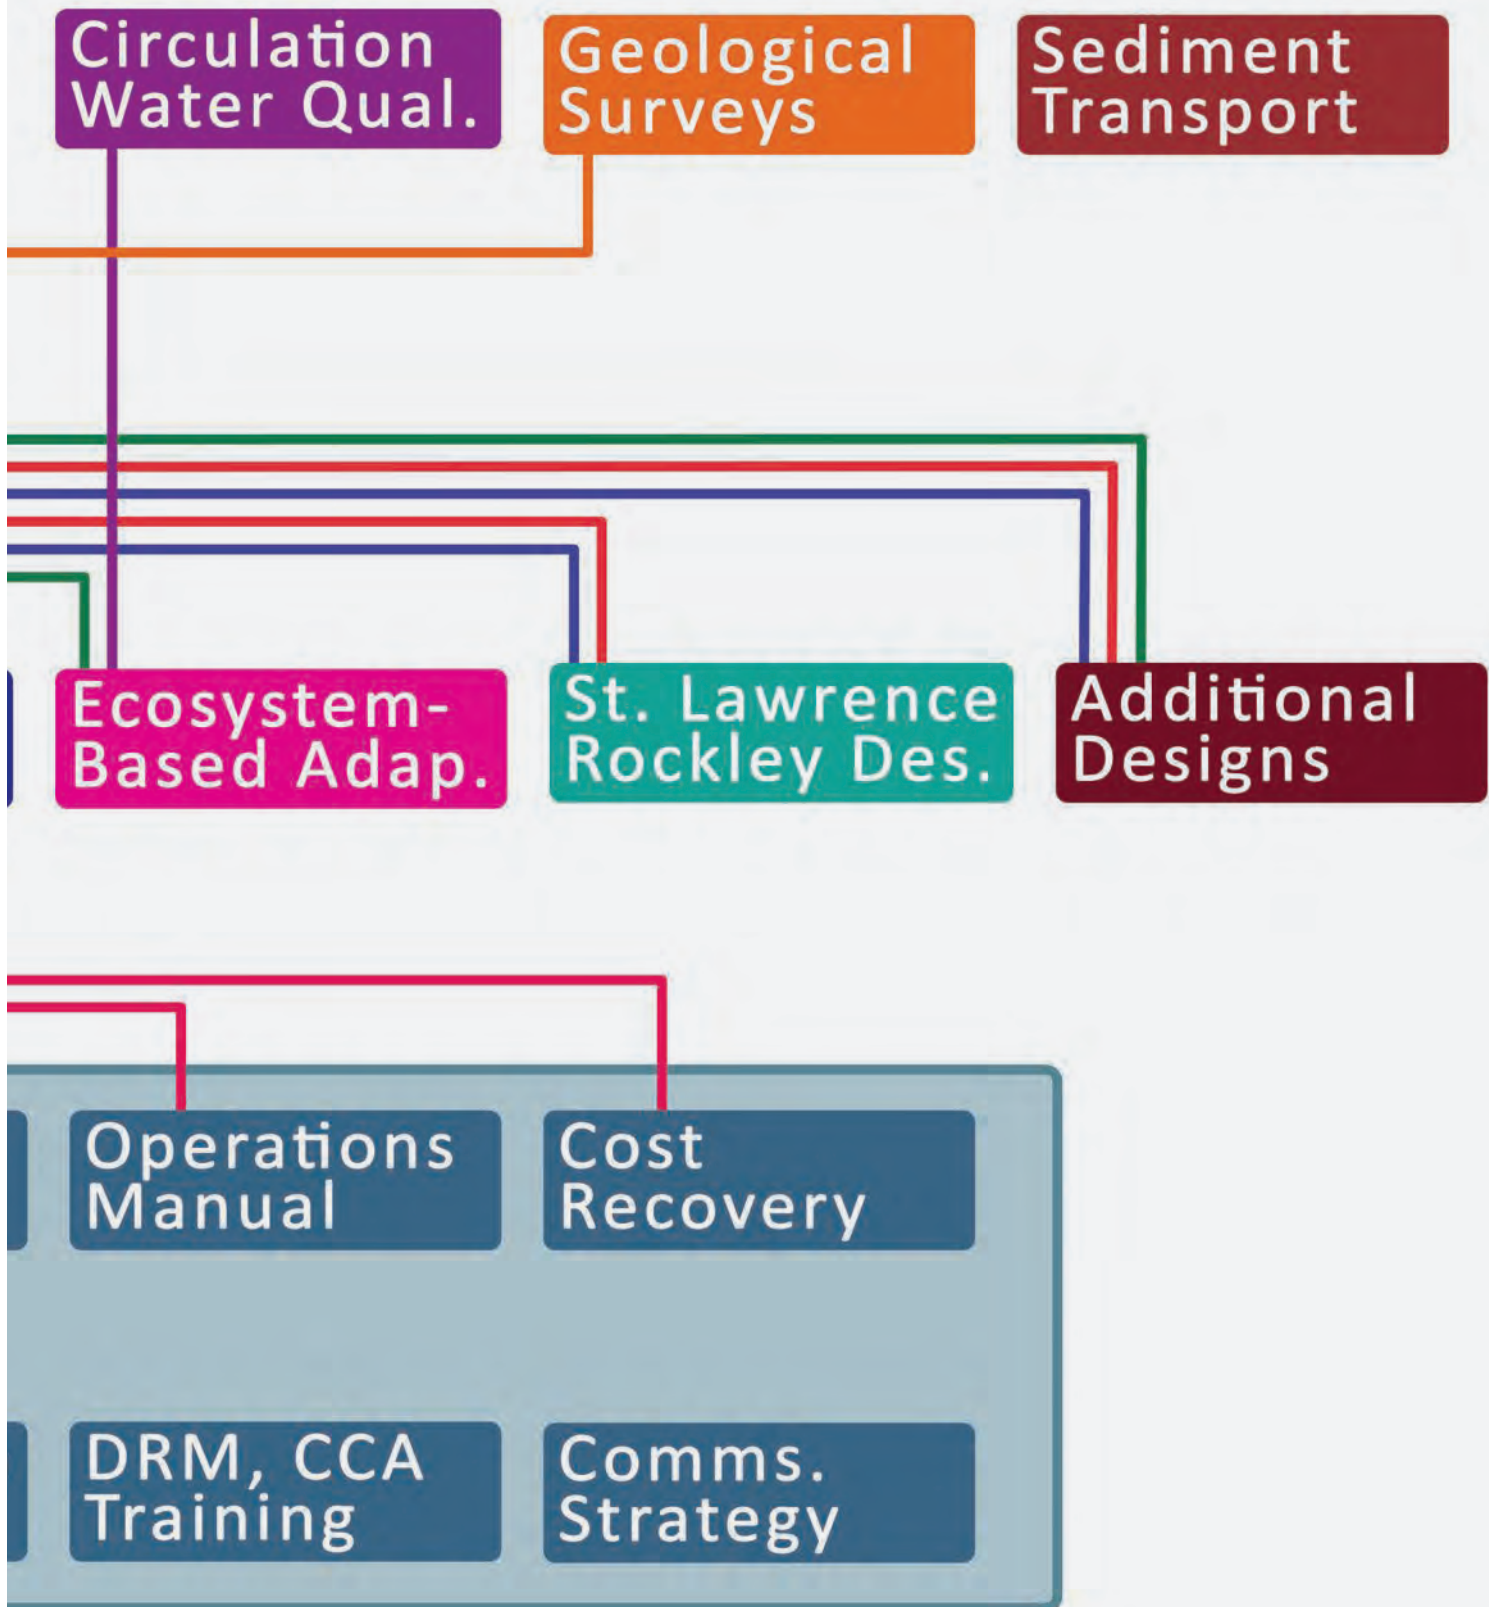 Circulation
Water Qual.
Geological
Surveys
Sediment
Transport
Ecosystem-
Based Adap.
St. Lawrence
Rockley Des.
Additional
Designs
Operations
Manual
Cost
Recovery
DRM, CCA
Training
Comms.
Strategy